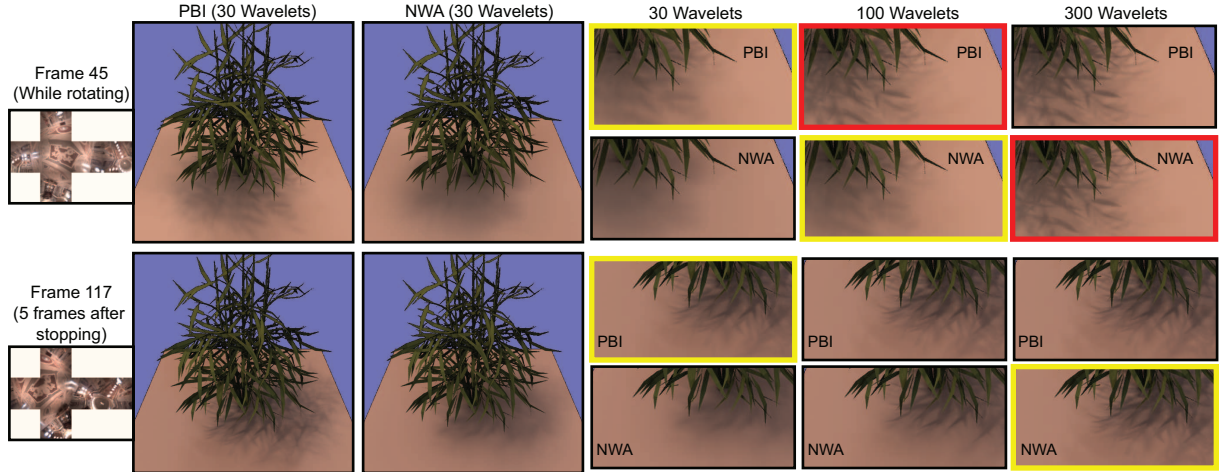 PBI (30 Wavelets)
NWA (30 Wavelets)
30 Wavelets
100 Wavelets
300 Wavelets
Frame 45
(While rotating)
PBI
PBI
PBI
NWA
NWA
NWA
Frame 117
(5 frames after
stopping)
PBI
PBI
PBI
NWA
NWA
NWA